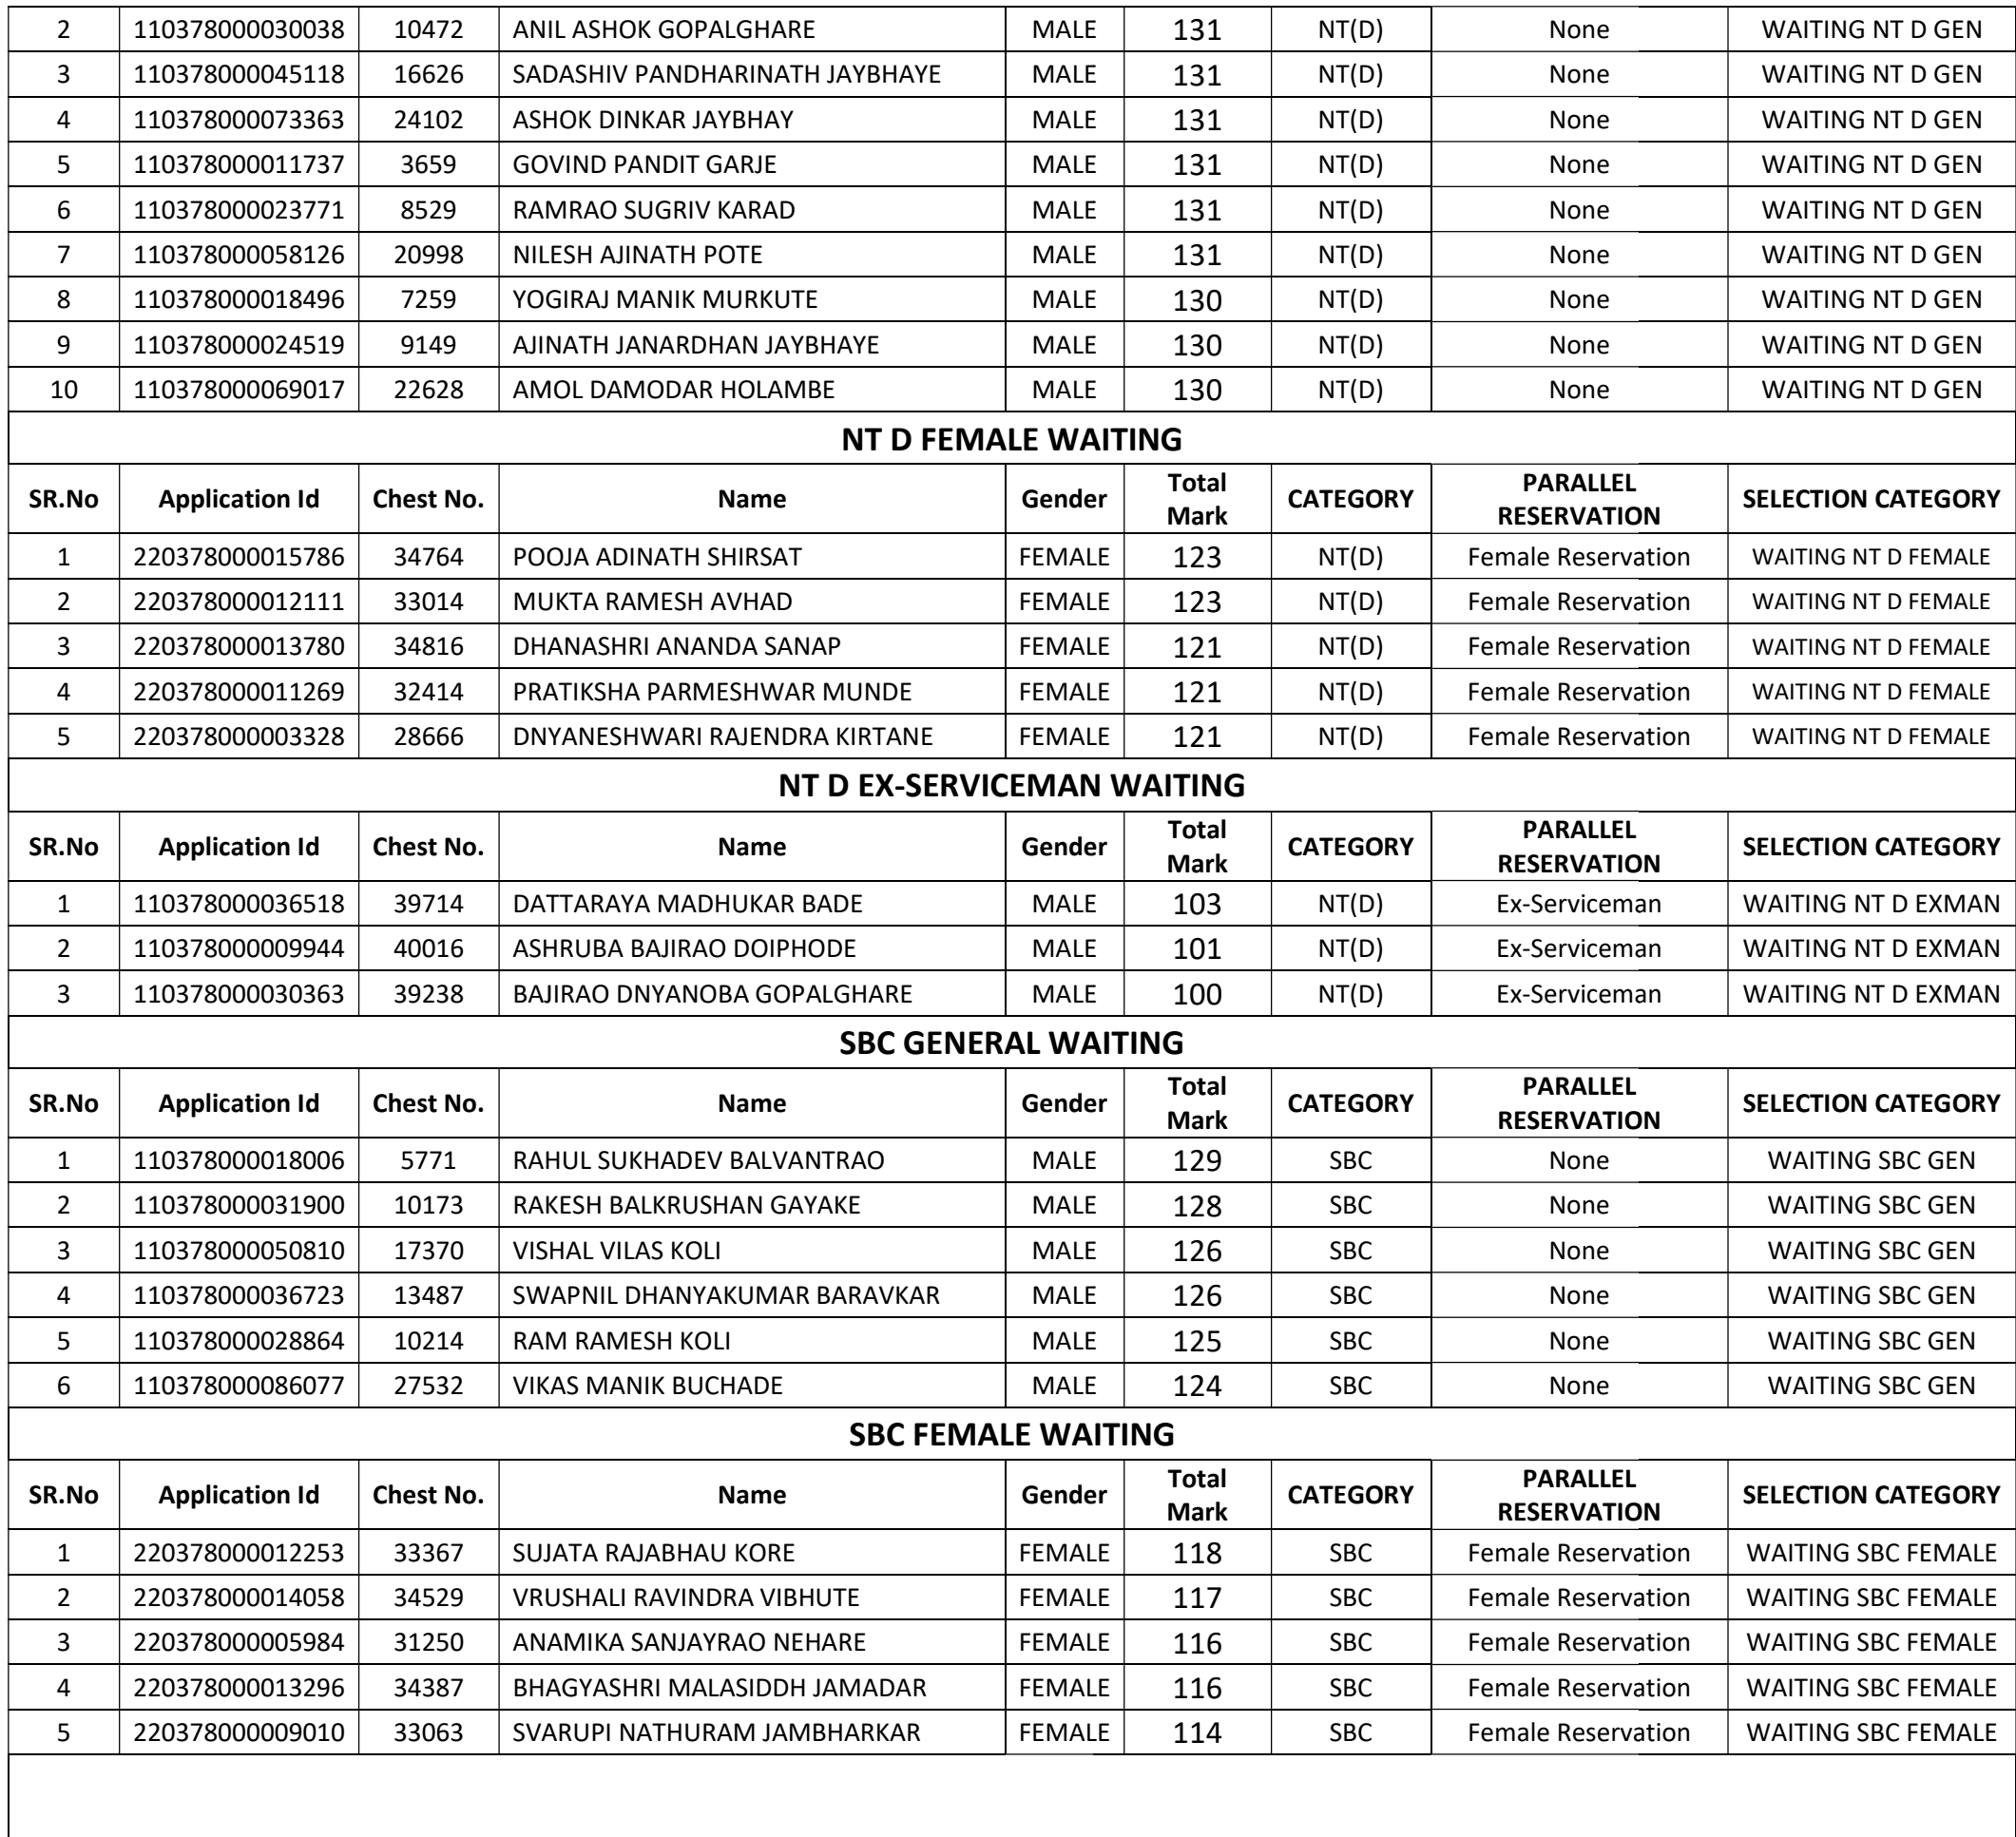 2 110378000030038 10472 ANIL ASHOK GOPALGHARE MALE 131 NT(D) None WAITING NT D GEN
3 110378000045118 16626 SADASHIV PANDHARINATH JAYBHAYE MALE 131 NT(D) None WAITING NT D GEN
4 110378000073363 24102 ASHOK DINKAR JAYBHAY MALE 131 NT(D) None WAITING NT D GEN
5 110378000011737 3659 GOVIND PANDIT GARJE MALE 131 NT(D) None WAITING NT D GEN
6 110378000023771 8529 RAMRAO SUGRIV KARAD MALE 131 NT(D) None WAITING NT D GEN
7 110378000058126 20998 NILESH AJINATH POTE MALE 131 NT(D) None WAITING NT D GEN
8 110378000018496 7259 YOGIRAJ MANIK MURKUTE MALE 130 NT(D) None WAITING NT D GEN
9 110378000024519 9149 AJINATH JANARDHAN JAYBHAYE MALE 130 NT(D) None WAITING NT D GEN
10 110378000069017 22628 AMOL DAMODAR HOLAMBE MALE 130 NT(D) None WAITING NT D GEN
NT D FEMALE WAITING
SR.No Application Id Chest No. Name Gender Total Mark CATEGORY PARALLEL RESERVATION SELECTION CATEGORY
1 220378000015786 34764 POOJA ADINATH SHIRSAT FEMALE 123 NT(D) Female Reservation WAITING NT D FEMALE
2 220378000012111 33014 MUKTA RAMESH AVHAD FEMALE 123 NT(D) Female Reservation WAITING NT D FEMALE
3 220378000013780 34816 DHANASHRI ANANDA SANAP FEMALE 121 NT(D) Female Reservation WAITING NT D FEMALE
4 220378000011269 32414 PRATIKSHA PARMESHWAR MUNDE FEMALE 121 NT(D) Female Reservation WAITING NT D FEMALE
5 220378000003328 28666 DNYANESHWARI RAJENDRA KIRTANE FEMALE 121 NT(D) Female Reservation WAITING NT D FEMALE
NT D EX-SERVICEMAN WAITING
SR.No Application Id Chest No. Name Gender Total Mark CATEGORY PARALLEL RESERVATION SELECTION CATEGORY
1 110378000036518 39714 DATTARAYA MADHUKAR BADE MALE 103 NT(D) Ex-Serviceman WAITING NT D EXMAN
2 110378000009944 40016 ASHRUBA BAJIRAO DOIPHODE MALE 101 NT(D) Ex-Serviceman WAITING NT D EXMAN
3 110378000030363 39238 BAJIRAO DNYANOBA GOPALGHARE MALE 100 NT(D) Ex-Serviceman WAITING NT D EXMAN
SBC GENERAL WAITING
SR.No Application Id Chest No. Name Gender Total Mark CATEGORY PARALLEL RESERVATION SELECTION CATEGORY
1 110378000018006 5771 RAHUL SUKHADEV BALVANTRAO MALE 129 SBC None WAITING SBC GEN
2 110378000031900 10173 RAKESH BALKRUSHAN GAYAKE MALE 128 SBC None WAITING SBC GEN
3 110378000050810 17370 VISHAL VILAS KOLI MALE 126 SBC None WAITING SBC GEN
4 110378000036723 13487 SWAPNIL DHANYAKUMAR BARAVKAR MALE 126 SBC None WAITING SBC GEN
5 110378000028864 10214 RAM RAMESH KOLI MALE 125 SBC None WAITING SBC GEN
6 110378000086077 27532 VIKAS MANIK BUCHADE MALE 124 SBC None WAITING SBC GEN
SBC FEMALE WAITING
SR.No Application Id Chest No. Name Gender Total Mark CATEGORY PARALLEL RESERVATION SELECTION CATEGORY
1 220378000012253 33367 SUJATA RAJABHAU KORE FEMALE 118 SBC Female Reservation WAITING SBC FEMALE
2 220378000014058 34529 VRUSHALI RAVINDRA VIBHUTE FEMALE 117 SBC Female Reservation WAITING SBC FEMALE
3 220378000005984 31250 ANAMIKA SANJAYRAO NEHARE FEMALE 116 SBC Female Reservation WAITING SBC FEMALE
4 220378000013296 34387 BHAGYASHRI MALASIDDH JAMADAR FEMALE 116 SBC Female Reservation WAITING SBC FEMALE
5 220378000009010 33063 SVARUPI NATHURAM JAMBHARKAR FEMALE 114 SBC Female Reservation WAITING SBC FEMALE